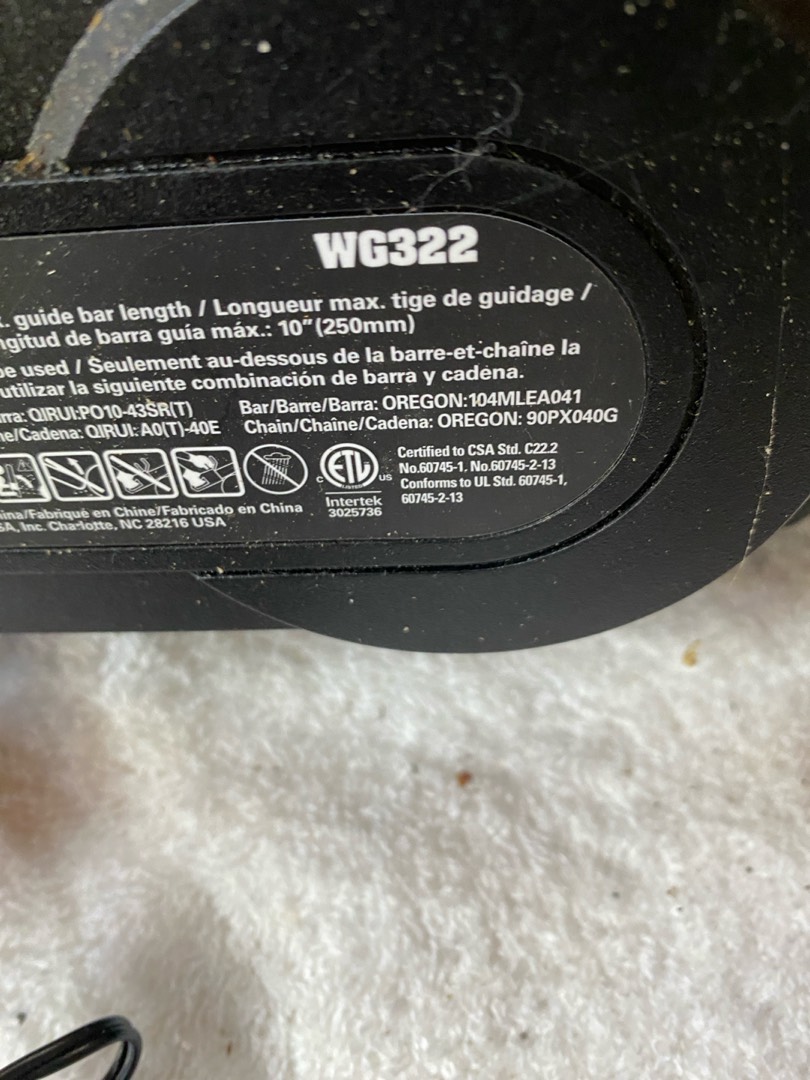 WG322
. guide bar length / Longueur max. tige de guidage /
ngitud de barra guía máx.: 10"(250mm)
be used / Seulement au-dessous de la barre-et-chaîne la
utilizar la siguiente combinación de barra y cadena.
rra: QIRUI:PO10-43SR(T) Bar/Barre/Barra: OREGON:104MLEA041
ne/Cadena: QIRUI: A0(T)-40E Chain/Chaîne/Cadena: OREGON: 90PX040G
c ETL LISTED us
Intertek
3025736
Certified to CSA Std. C22.2
No.60745-1, No.60745-2-13
Conforms to UL Std. 60745-1,
60745-2-13
hina/Fabriqué en Chine/Fabricado en China
SA, Inc. Charlotte, NC 28216 USA